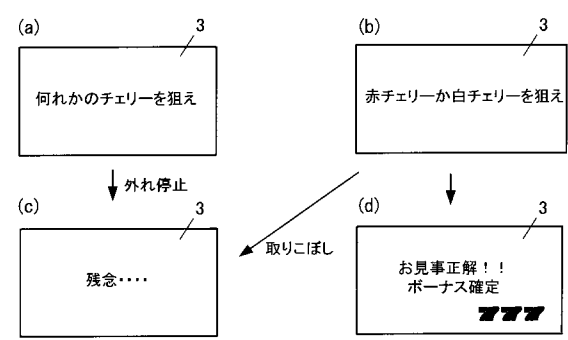 (a)
3
何れかのチェリーを狙え
(b)
3
赤チェリーか白チェリーを狙え
外れ停止
取りこぼし
(c)
3
残念・・・・
(d)
3
お見事正解！！
ボーナス確定
777